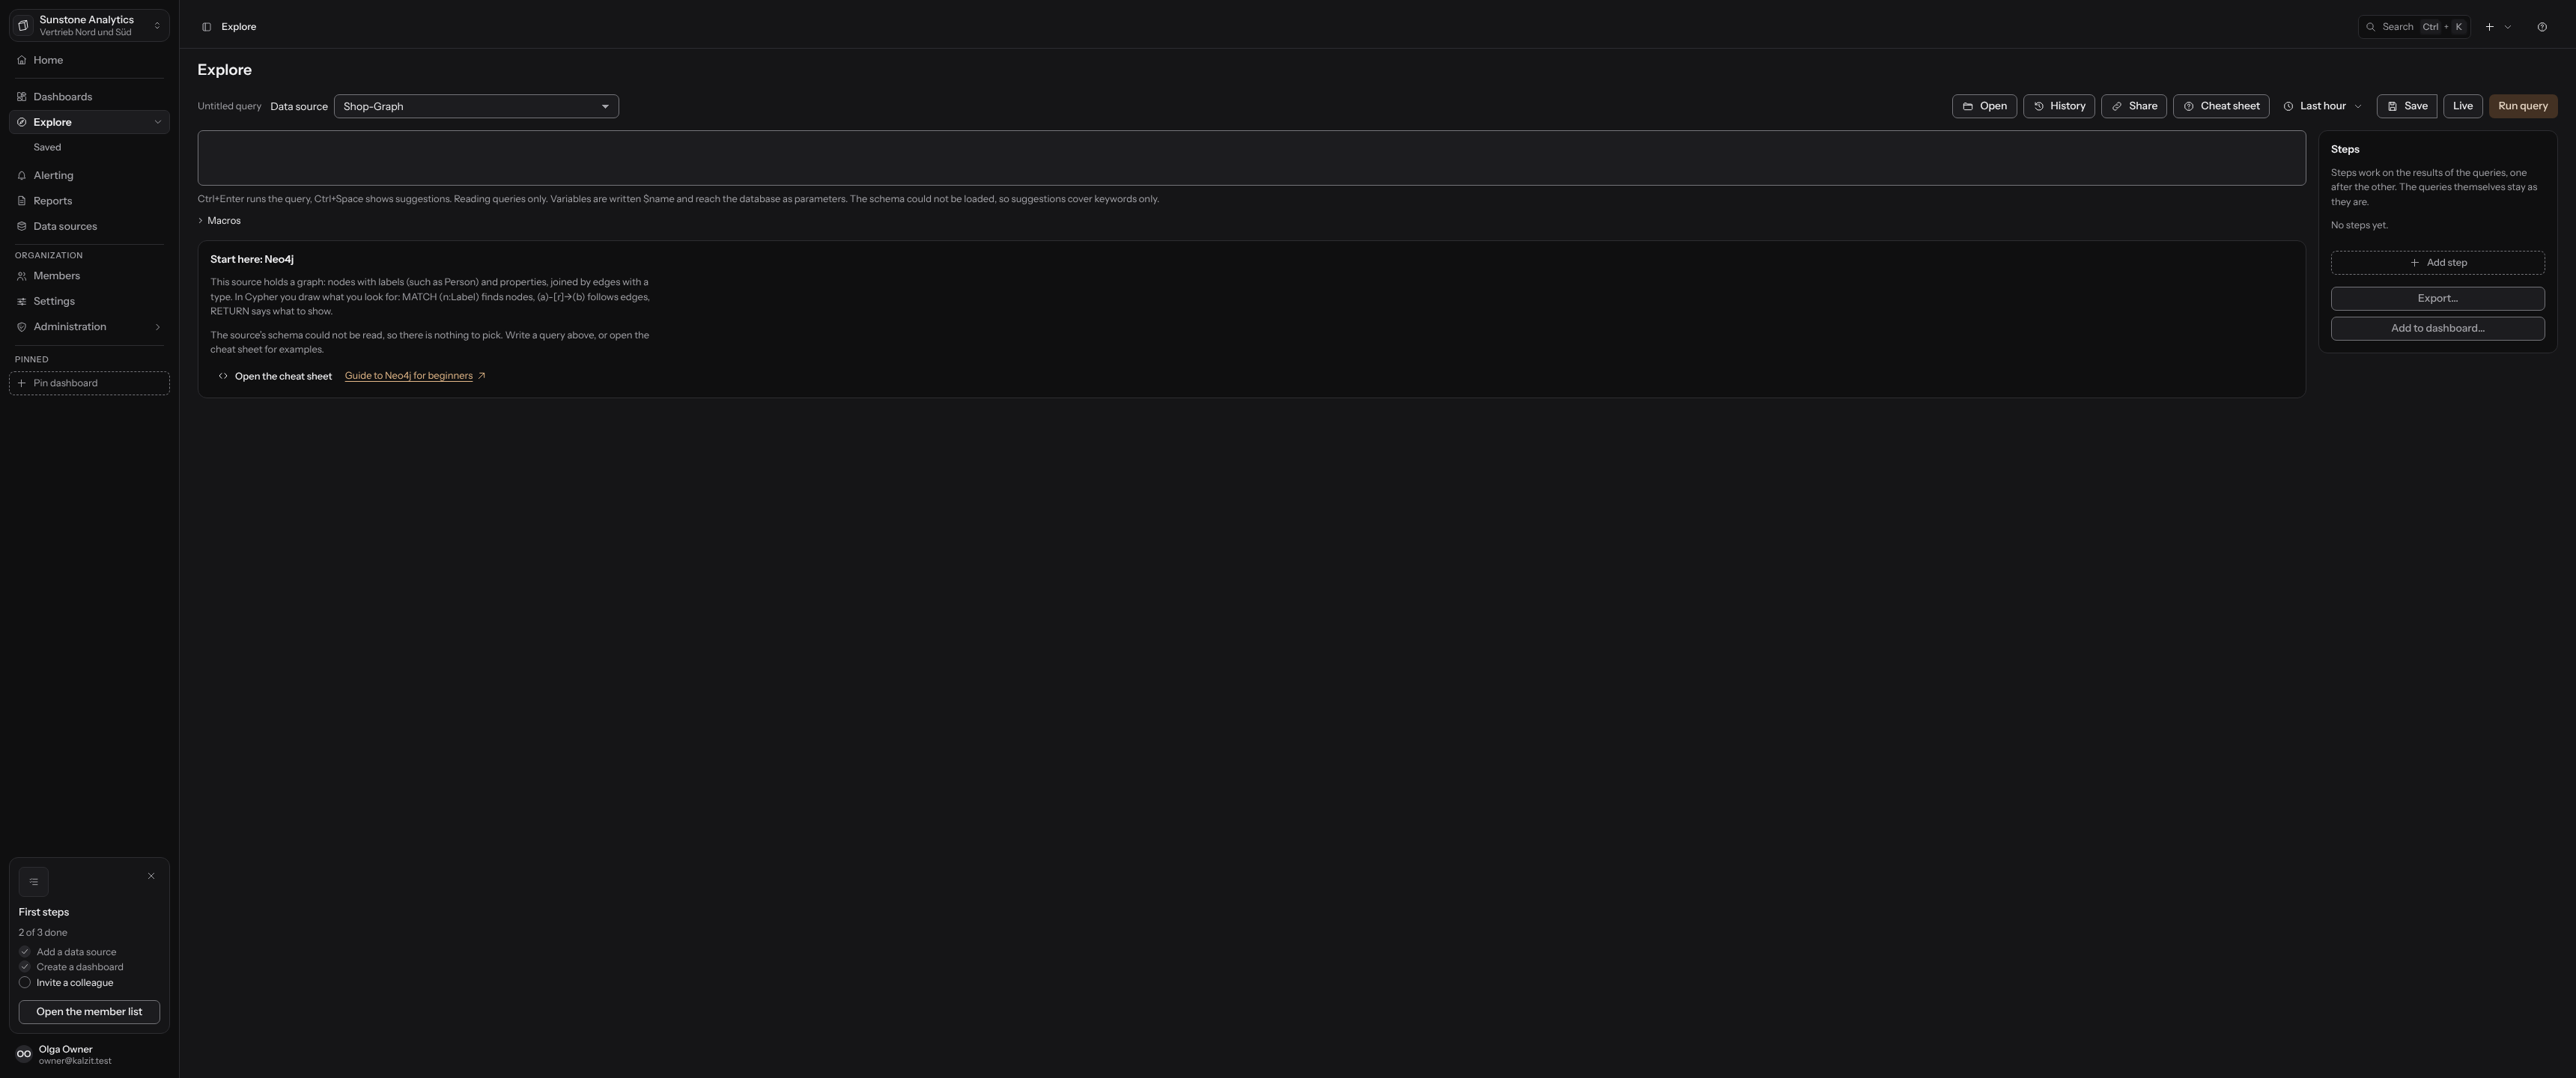 Sunstone Analytics
Vertrieb Nord und Süd
Home
Dashboards
Explore
Saved
Alerting
Reports
Data sources
ORGANIZATION
Members
Settings
Administration
PINNED
Pin dashboard
First steps
2 of 3 done
Add a data source
Create a dashboard
Invite a colleague
Open the member list
OO
Olga Owner
owner@kalzit.test
Explore
Search Ctrl + K
Explore
Untitled query Data source Shop-Graph
Open History Share Cheat sheet Last hour Save Live Run query
Ctrl+Enter runs the query, Ctrl+Space shows suggestions. Reading queries only. Variables are written $name and reach the database as parameters. The schema could not be loaded, so suggestions cover keywords only.
Macros
Start here: Neo4j
This source holds a graph: nodes with labels (such as Person) and properties, joined by edges with a
type. In Cypher you draw what you look for: MATCH (n:Label) finds nodes, (a)-[r]->(b) follows edges,
RETURN says what to show.
The source's schema could not be read, so there is nothing to pick. Write a query above, or open the
cheat sheet for examples.
Open the cheat sheet Guide to Neo4j for beginners
Steps
Steps work on the results of the queries, one
after the other. The queries themselves stay as
they are.
No steps yet.
Add step
Export...
Add to dashboard...